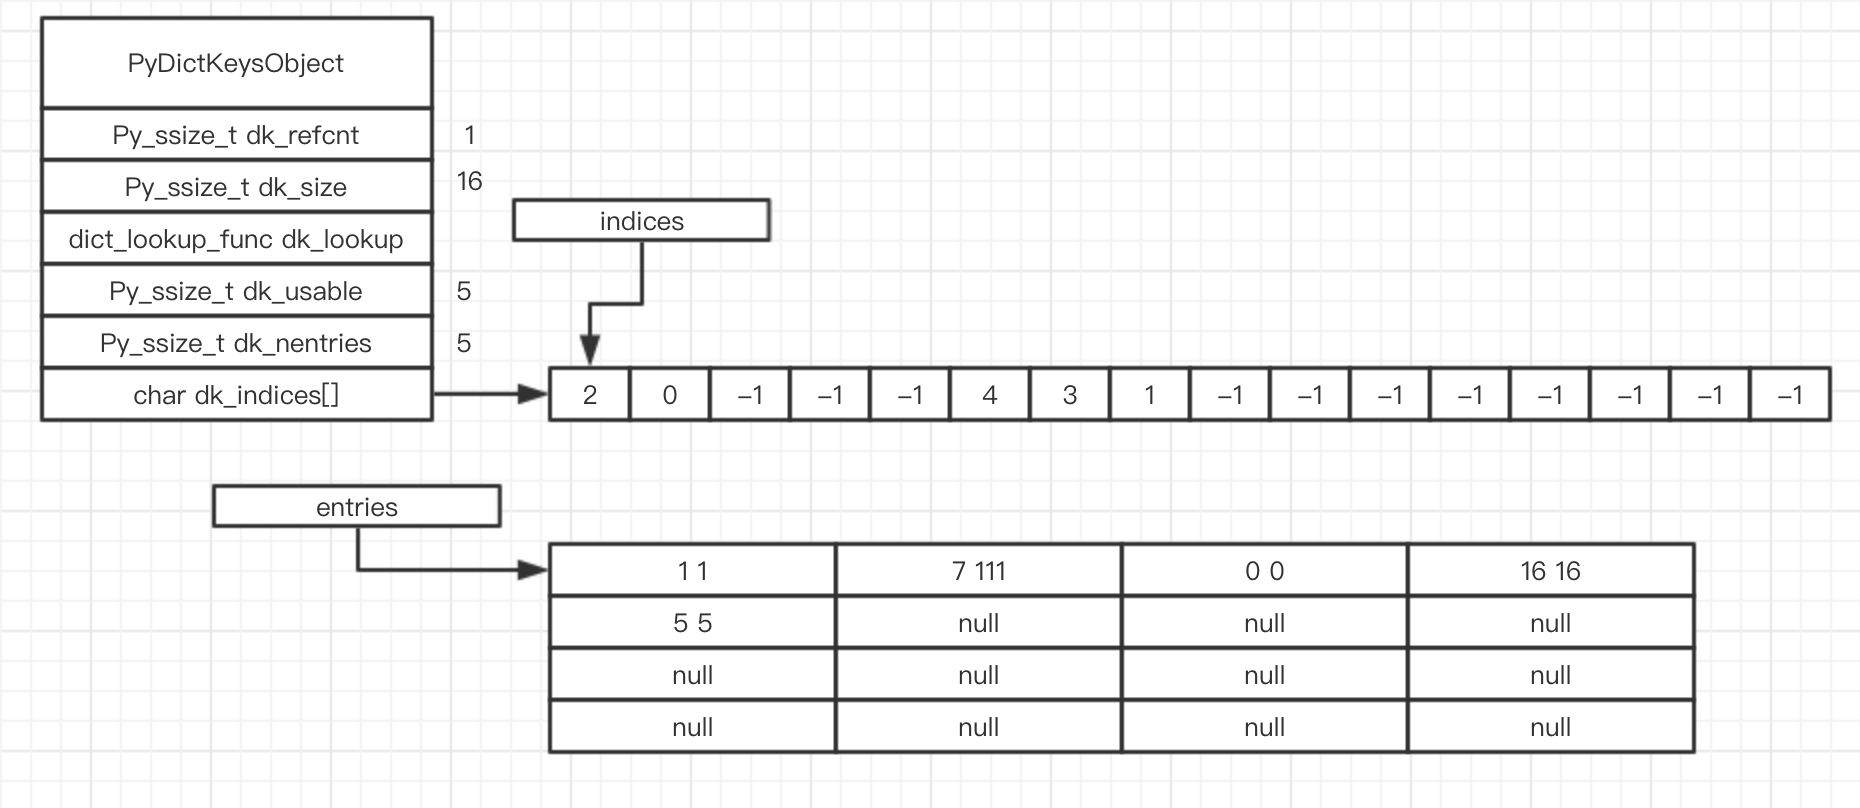 PyDictKeysObject
Py_ssize_t dk_refcnt 1
Py_ssize_t dk_size 16
indices
dict_lookup_func dk_lookup
Py_ssize_t dk_usable 5
Py_ssize_t dk_nentries 5
char dk_indices[] 2 0 –1 –1 –1 4 3 1 –1 –1 –1 –1 –1 –1 –1 –1
entries
1 1 7 111 0 0 16 16
5 5 null null null
null null null null
null null null null